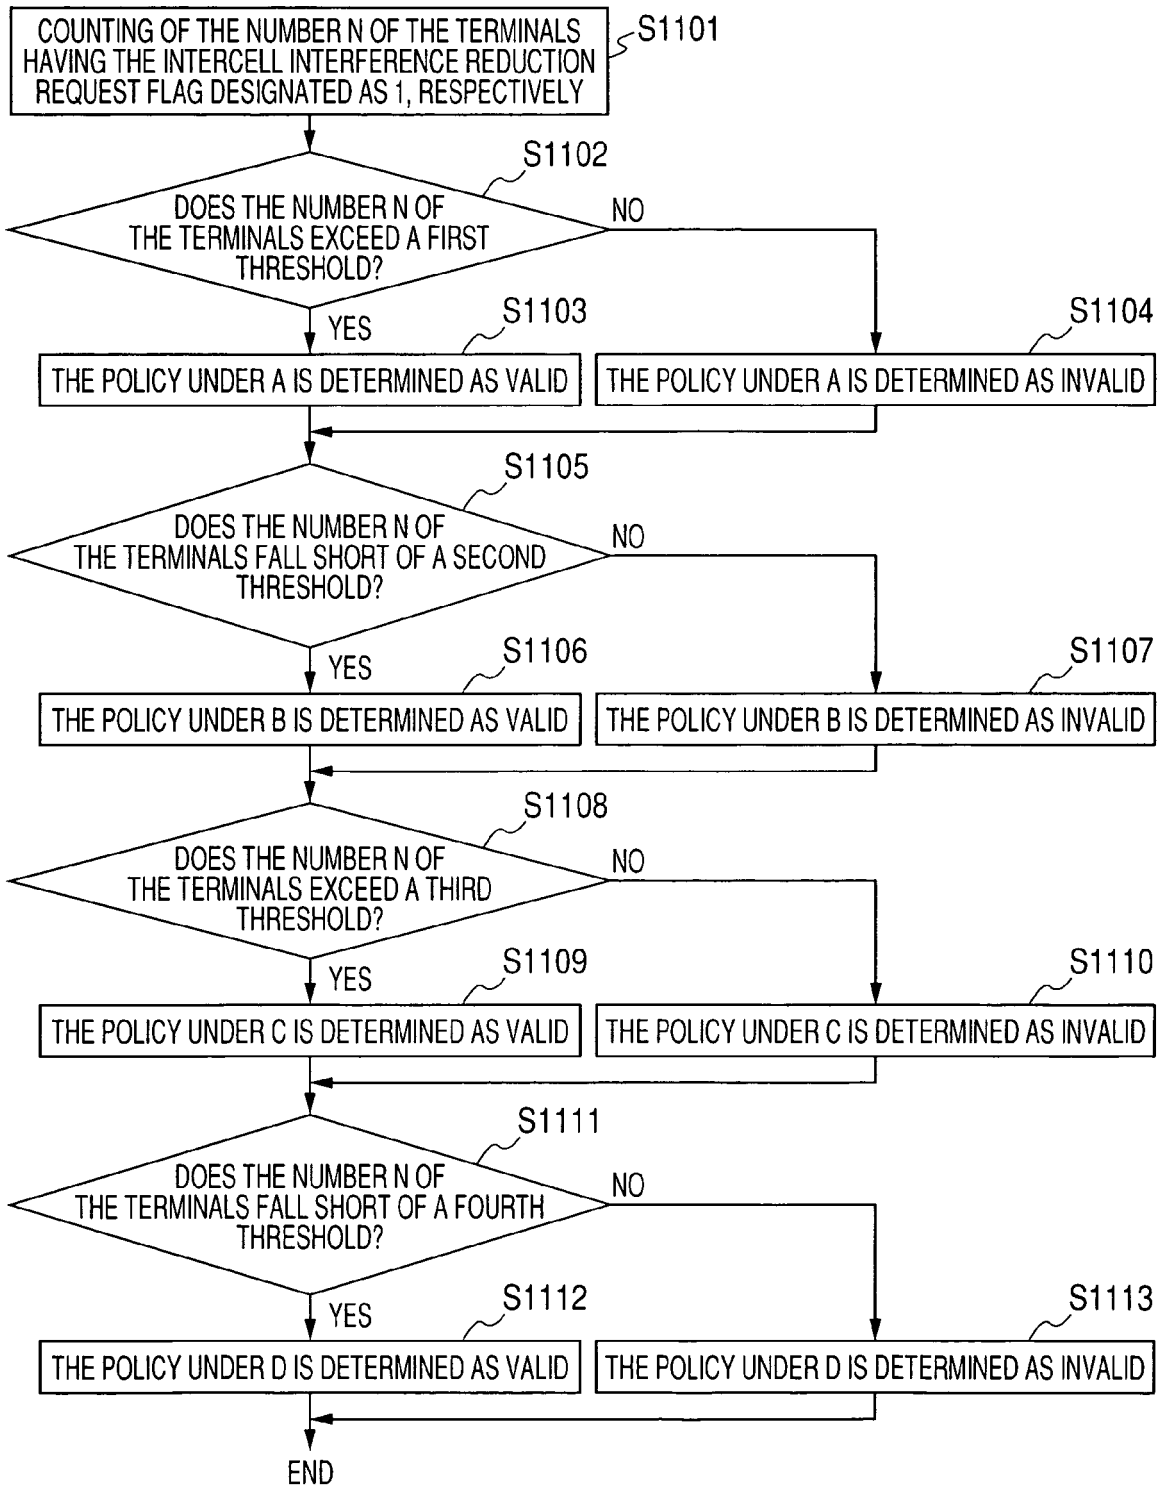 COUNTING OF THE NUMBER N OF THE TERMINALS
HAVING THE INTERCELL INTERFERENCE REDUCTION
REQUEST FLAG DESIGNATED AS 1, RESPECTIVELY
S1101
S1102
DOES THE NUMBER N OF
THE TERMINALS EXCEED A FIRST
THRESHOLD?
NO
YES
S1103
S1104
THE POLICY UNDER A IS DETERMINED AS VALID
THE POLICY UNDER A IS DETERMINED AS INVALID
S1105
DOES THE NUMBER N OF
THE TERMINALS FALL SHORT OF A SECOND
THRESHOLD?
NO
YES
S1106
S1107
THE POLICY UNDER B IS DETERMINED AS VALID
THE POLICY UNDER B IS DETERMINED AS INVALID
S1108
DOES THE NUMBER N OF
THE TERMINALS EXCEED A THIRD
THRESHOLD?
NO
YES
S1109
S1110
THE POLICY UNDER C IS DETERMINED AS VALID
THE POLICY UNDER C IS DETERMINED AS INVALID
S1111
DOES THE NUMBER N OF
THE TERMINALS FALL SHORT OF A FOURTH
THRESHOLD?
NO
YES
S1112
S1113
THE POLICY UNDER D IS DETERMINED AS VALID
THE POLICY UNDER D IS DETERMINED AS INVALID
END